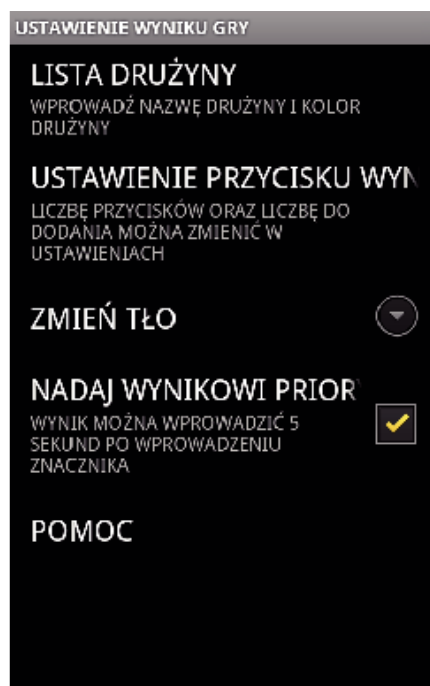 USTAWIENIE WYNIKU GRY
LISTA DRUŻYNY
WPROWADŹ NAZWĘ DRUŻYNY I KOLOR
DRUŻYNY
USTAWIENIE PRZYCISKU WYN
LICZBĘ PRZYCISKÓW ORAZ LICZBĘ DO
DODANIA MOŻNA ZMIENIĆ W
USTAWIENIACH
ZMIEŃ TŁO
NADAJ WYNIKOWI PRIOR
WYNIK MOŻNA WPROWADZIĆ 5
SEKUND PO WPROWADZENIU
ZNACZNIKA
POMOC